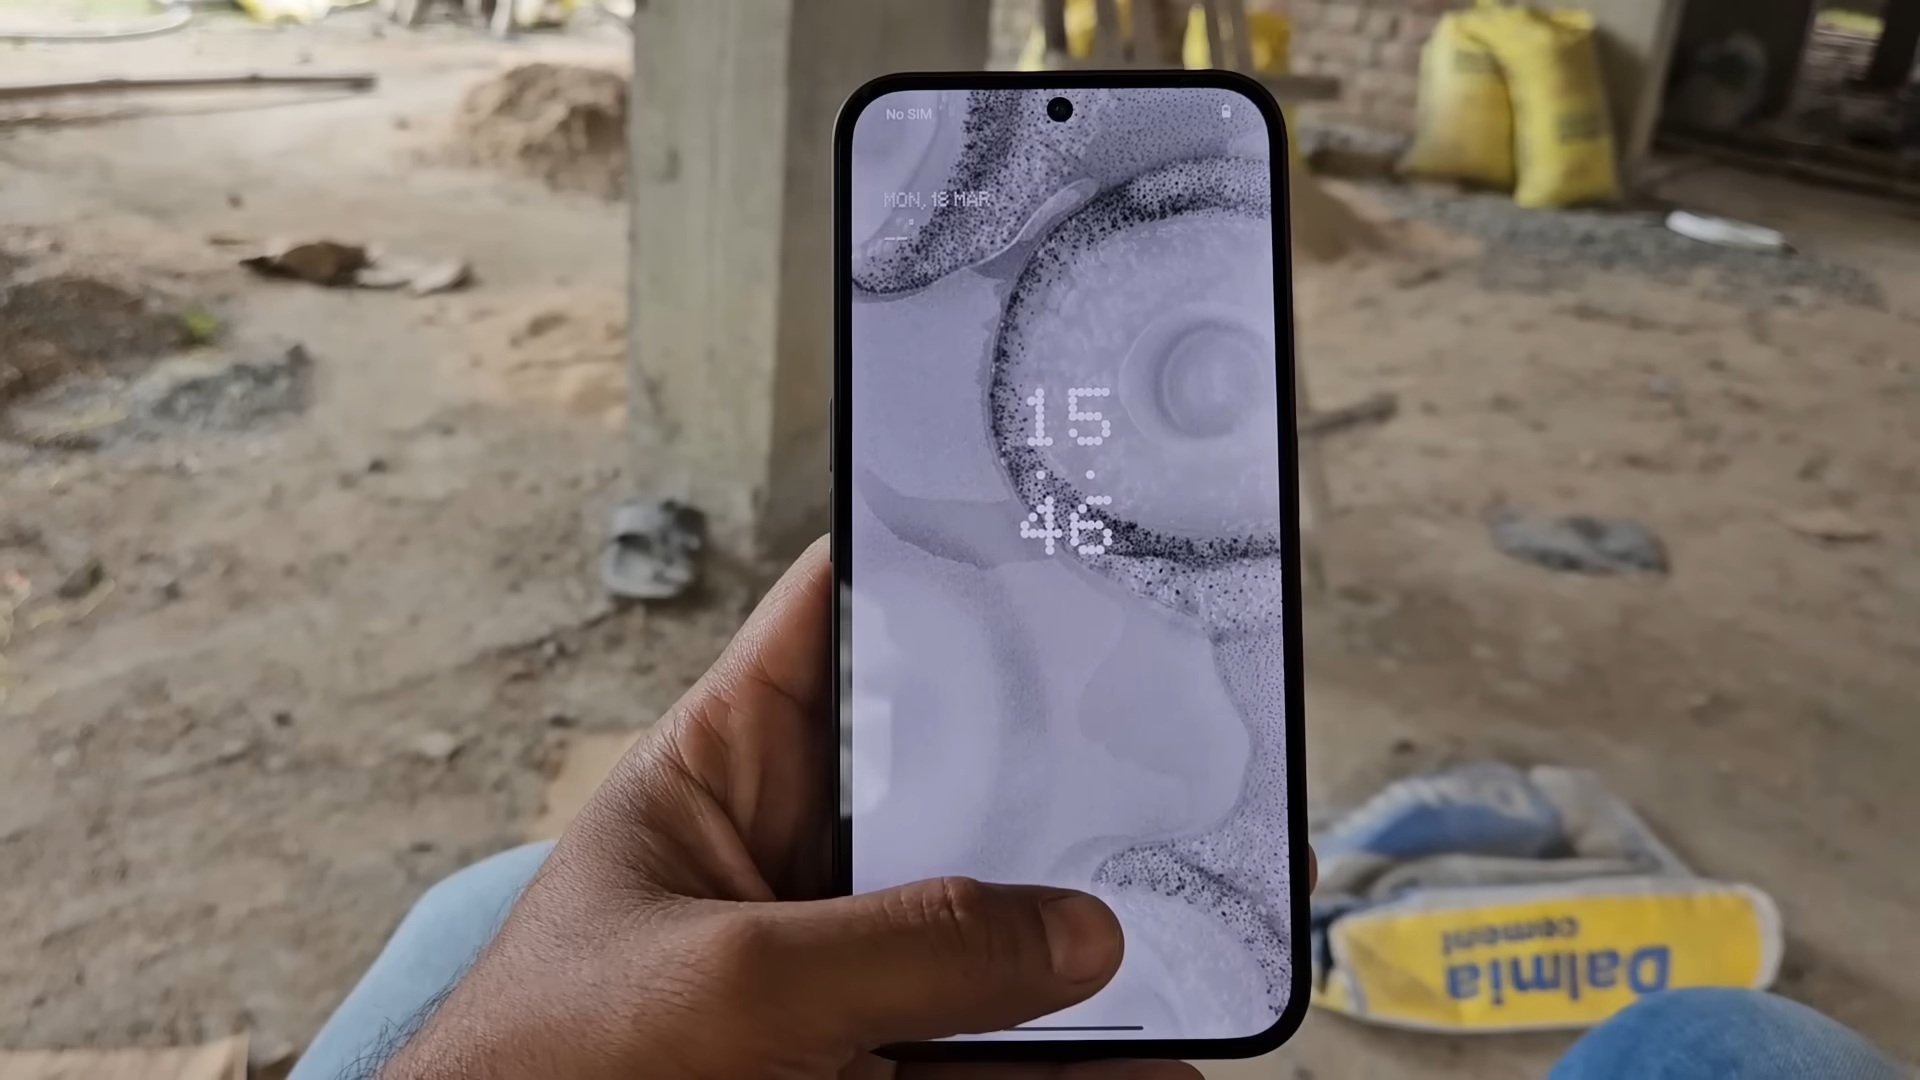 No SIM
MON, 18 MAR
15
46
Dalmia
cement